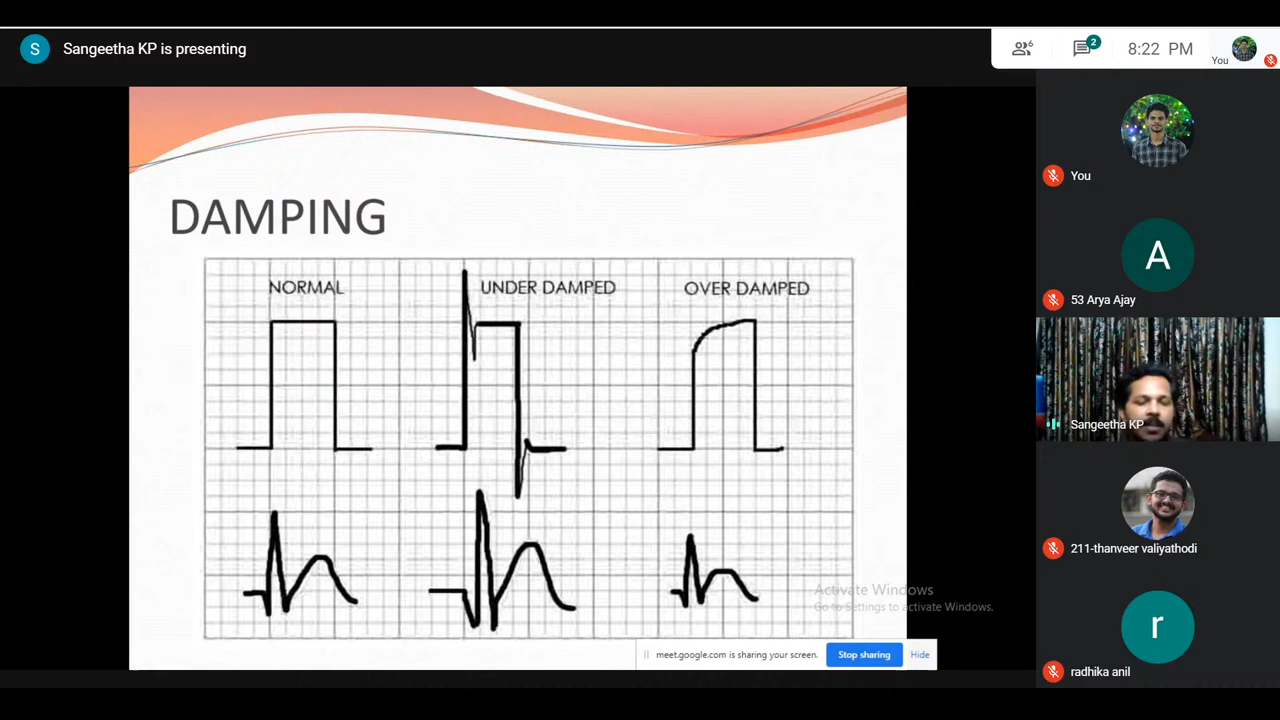 S
Sangeetha KP is presenting
6
2
8:22 PM
You
DAMPING
NORMAL
UNDER DAMPED
OVER DAMPED
Activate Windows
Go to Settings to activate Windows.
meet.google.com is sharing your screen.
Stop sharing
Hide
You
A
53 Arya Ajay
Sangeetha KP
211-thanveer valiyathodi
r
radhika anil